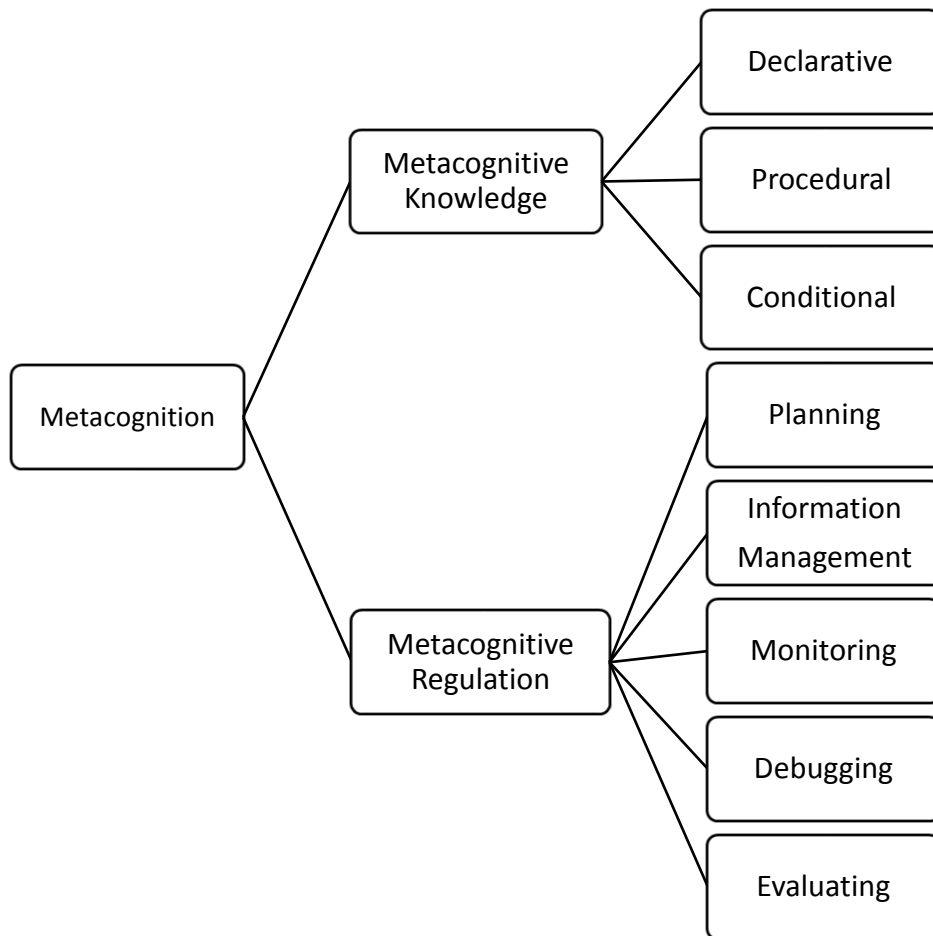 Metacognition
Metacognitive
Knowledge
Declarative
Procedural
Conditional
Metacognitive
Regulation
Planning
Information
Management
Monitoring
Debugging
Evaluating